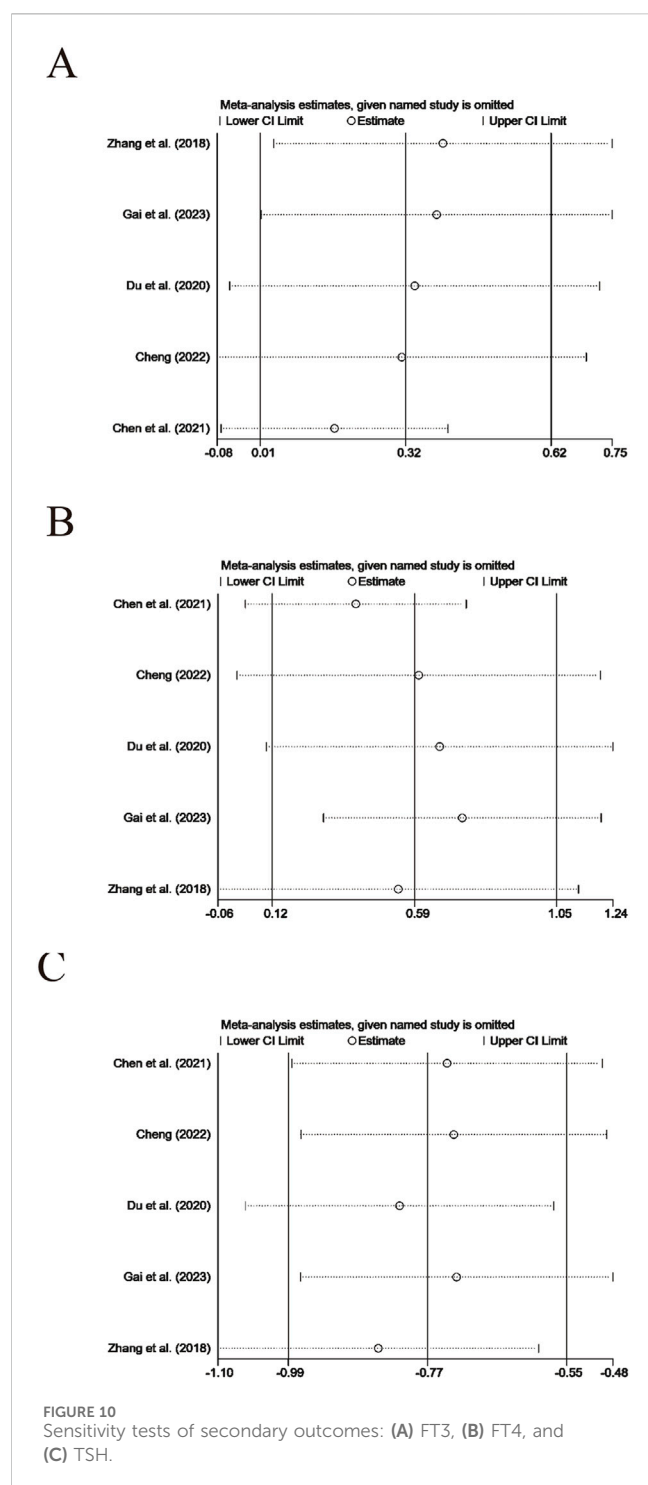 A
Meta-analysis estimates, given named study is omitted
| Lower CI Limit ○ Estimate | Upper CI Limit
Zhang et al. (2018)
Gai et al. 2023)
Du et al. (2020)
Cheng (2022)
Chen et al. (2021)
-0.08 0.01 0.32 0.62 0.75
B
Meta-analysis estimates, given named study is omitted
| Lower CI Limit ○ Estimate | Upper CI Limit
Chen et al. (2021)
Cheng (2022)
Du et al. (2020)
Gai et al. (2023)
Zhang et al. (2018)
-0.06 0.12 0.59 1.05 1.24
C
Meta-analysis estimates, given named study is omitted
| Lower CI Limit ○ Estimate | Upper CI Limit
Chen et al. (2021)
Cheng (2022)
Du et al. (2020)
Gai et al. (2023)
Zhang et al. (2018)
-1.10 -0.99 -0.77 -0.55 -0.48
FIGURE 10
Sensitivity tests of secondary outcomes: (A) FT3, (B) FT4, and
(C) TSH.